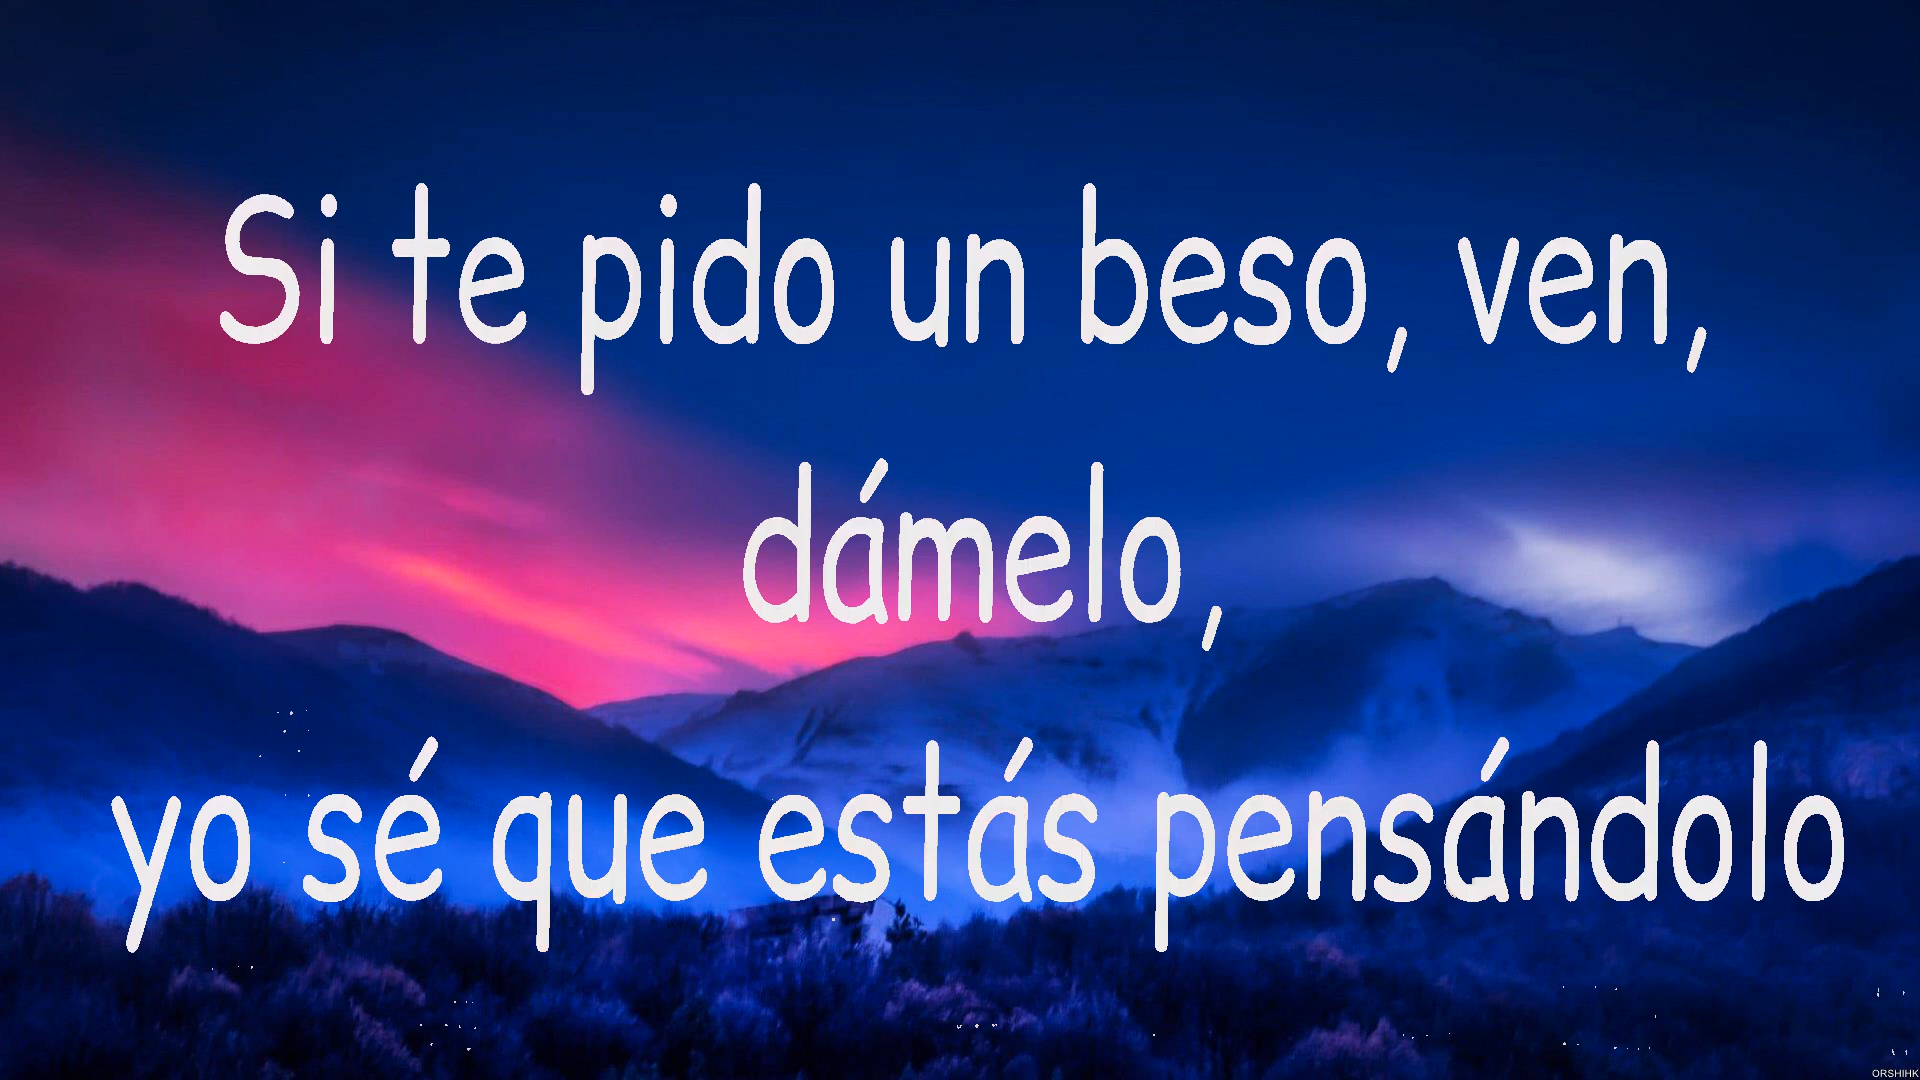 Si te pido un beso, ven,
dámelo,
yo sé que estás pensándolo
ORSHIHK